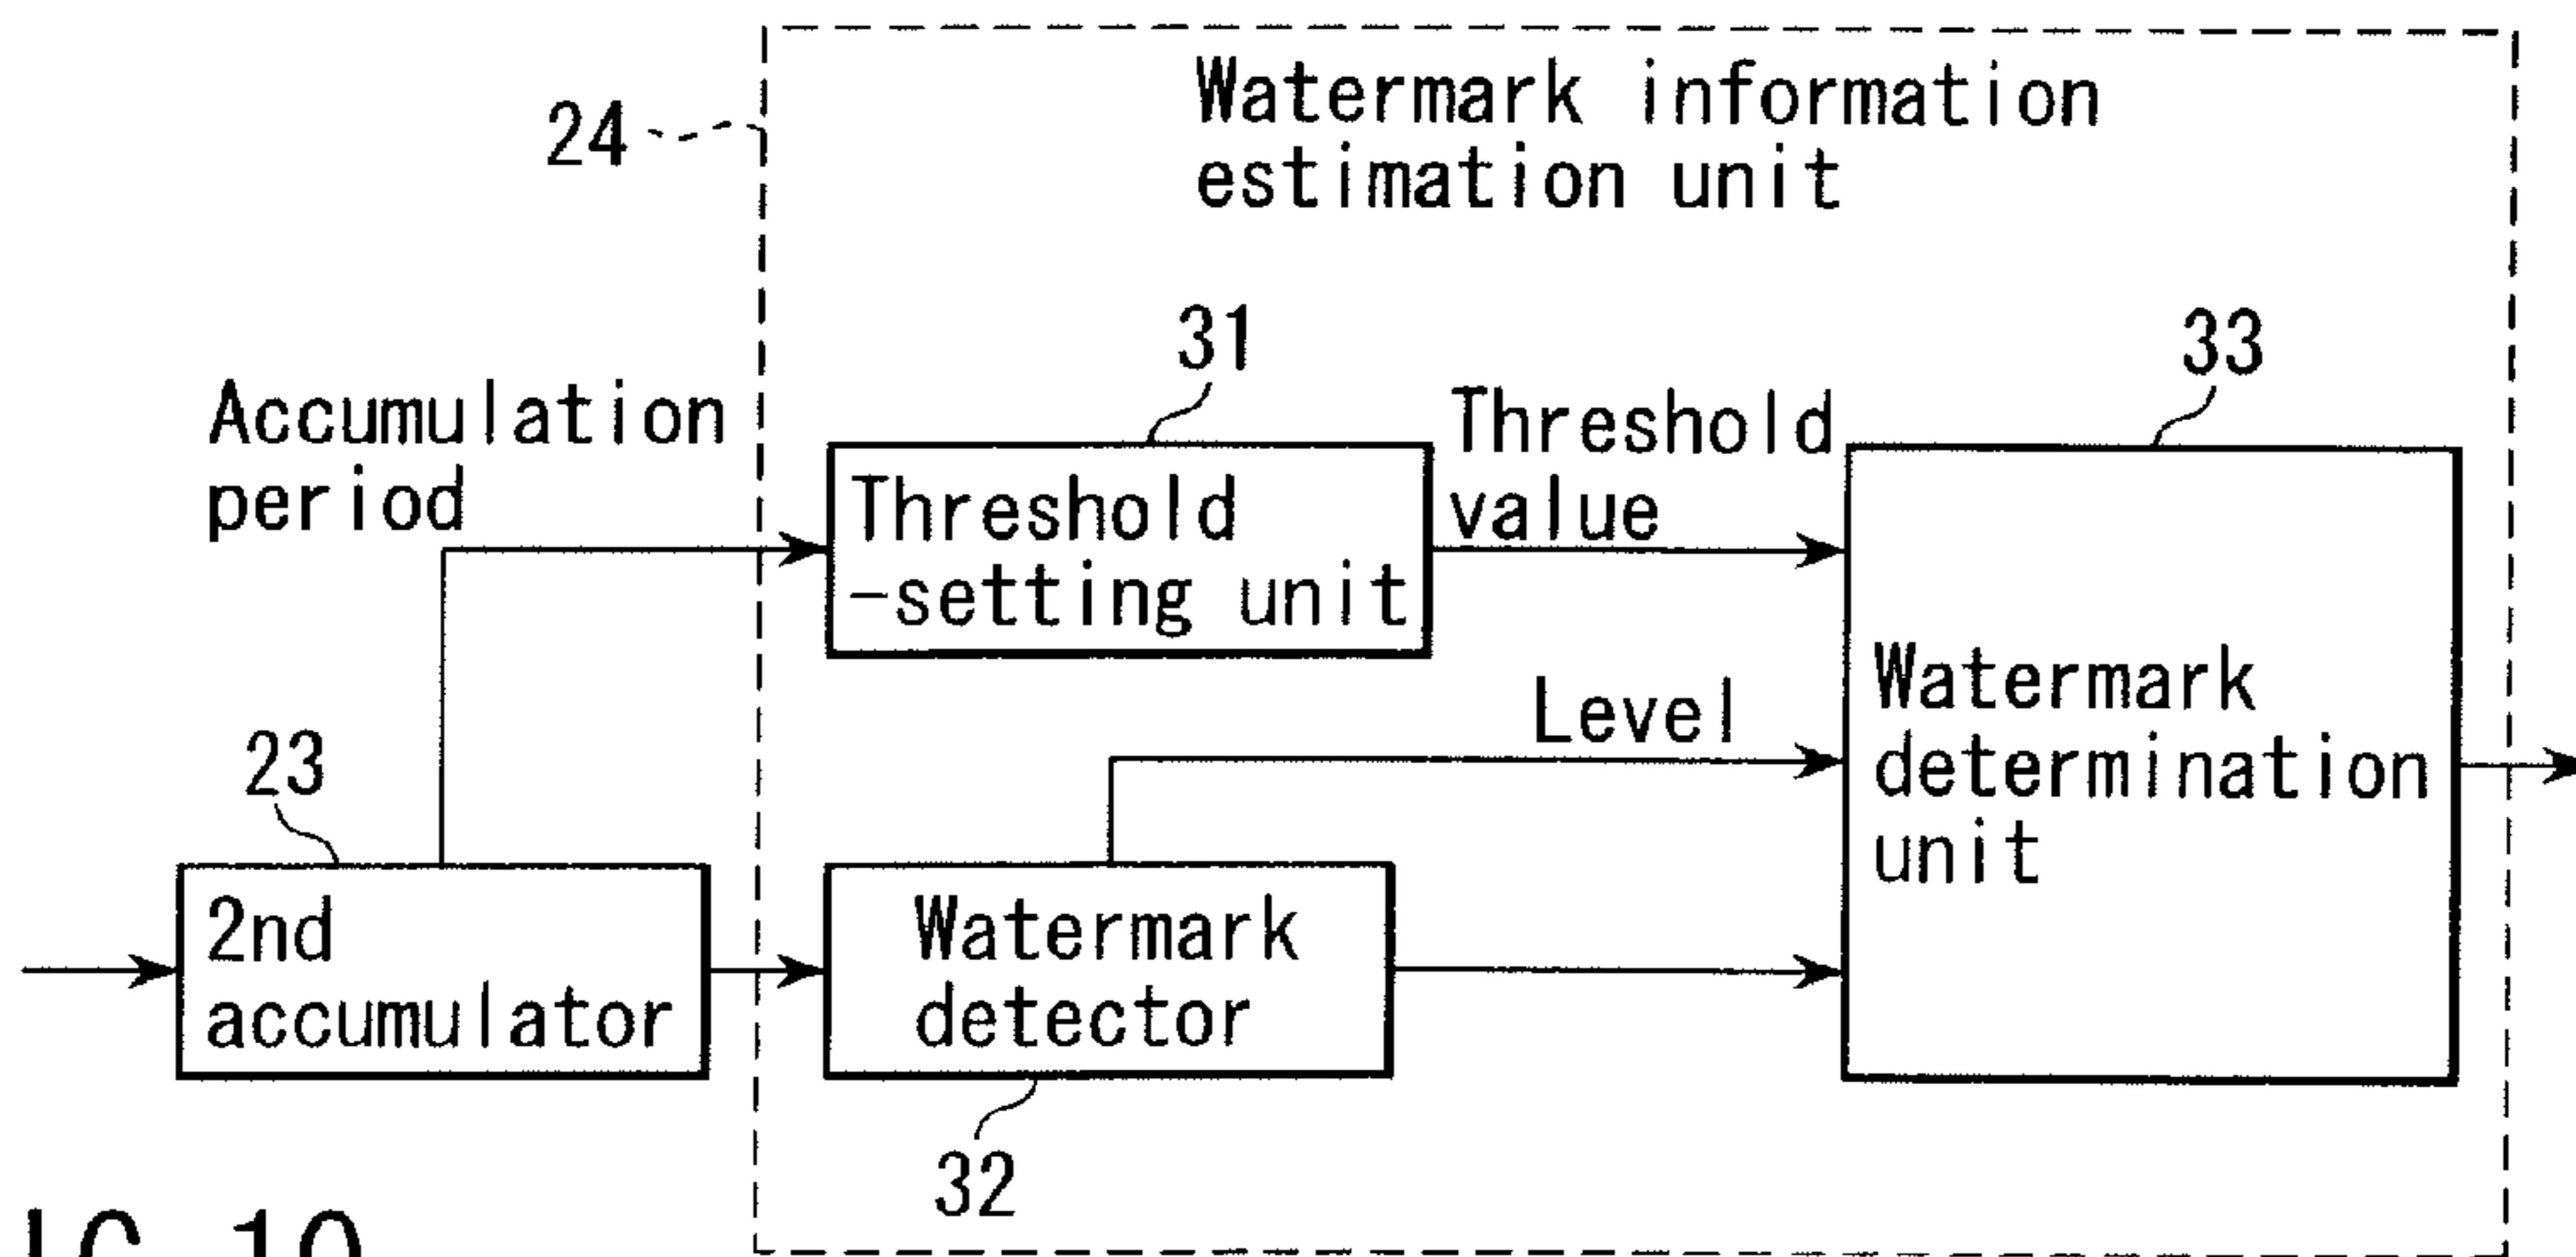 Watermark information
estimation unit
24
31
33
Accumulation
period
Threshold
value
Threshold
-setting unit
Level
Watermark
determination
unit
23
2nd
accumulator
Watermark
detector
32